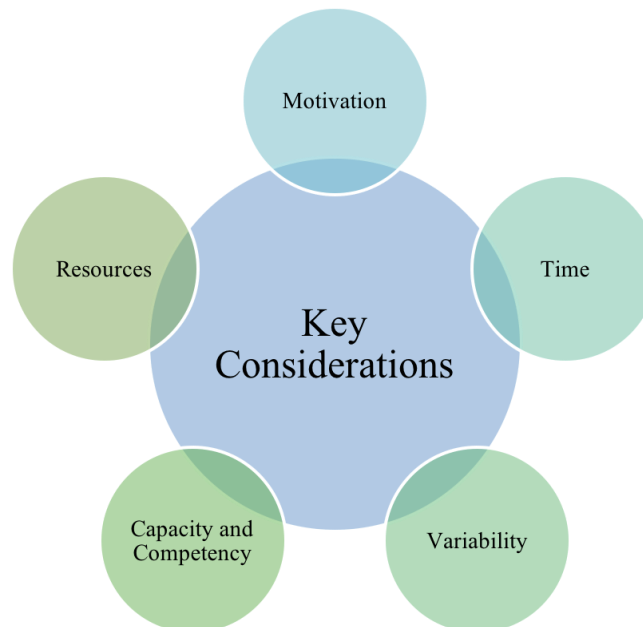 Motivation
Resources
Time
Key
Considerations
Capacity and
Competency
Variability